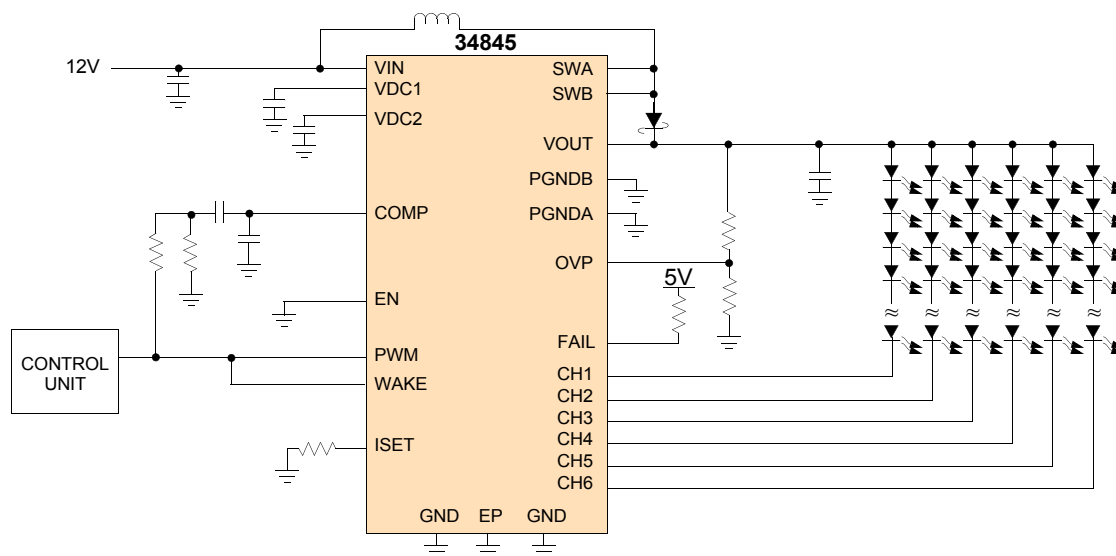 34845
12V
VIN
VDC1
VDC2
COMP
EN
PWM
WAKE
ISET
CONTROL
UNIT
SWA
SWB
VOUT
PGNDB
PGNDA
OVP
5V
FAIL
CH1
CH2
CH3
CH4
CH5
CH6
GND EP GND
≈ ≈ ≈ ≈ ≈ ≈